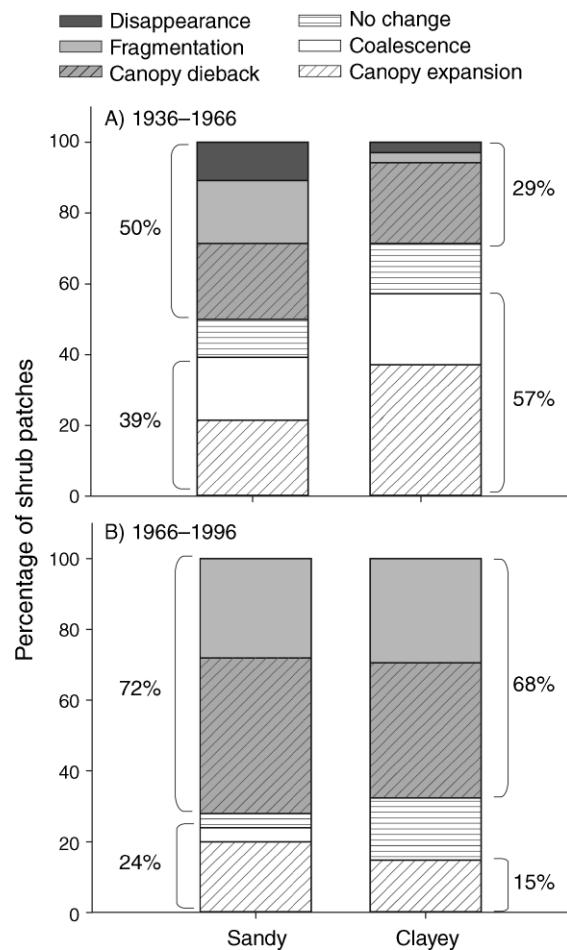 Disappearance
Fragmentation
Canopy dieback
No change
Coalescence
Canopy expansion
Percentage of shrub patches
A) 1936–1966
100
80
60
40
20
0
50%
39%
29%
57%
B) 1966–1996
100
80
60
40
20
0
72%
24%
68%
15%
Sandy
Clayey